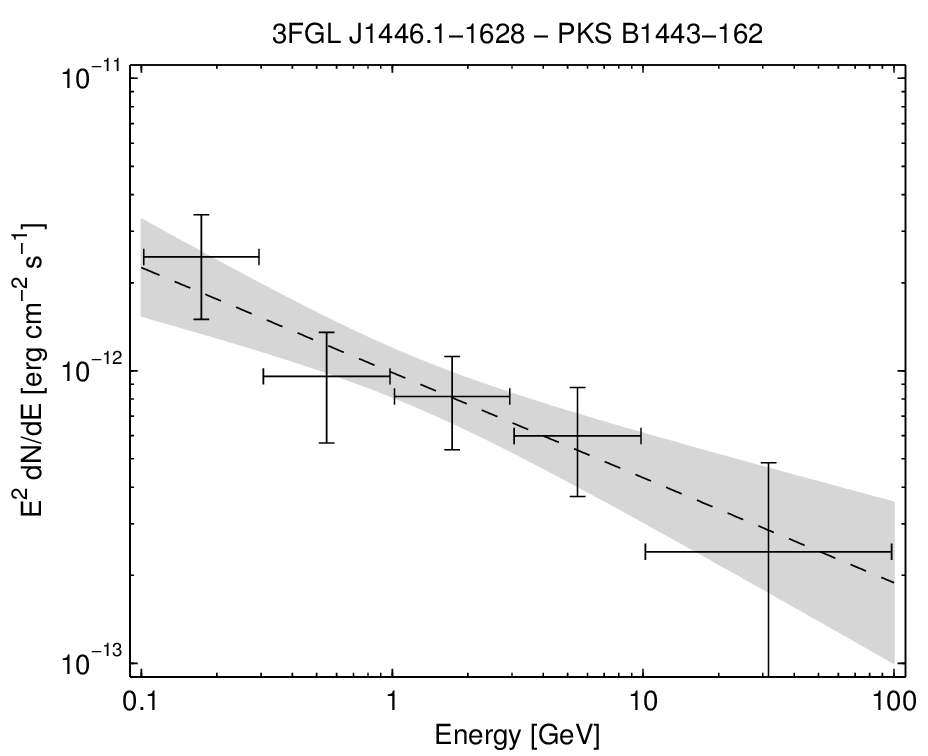 3FGL J1446.1−1628 − PKS B1443−162
10⁻¹¹
10⁻¹²
10⁻¹³
E² dN/dE [erg cm⁻² s⁻¹]
0.1 1 10 100
Energy [GeV]